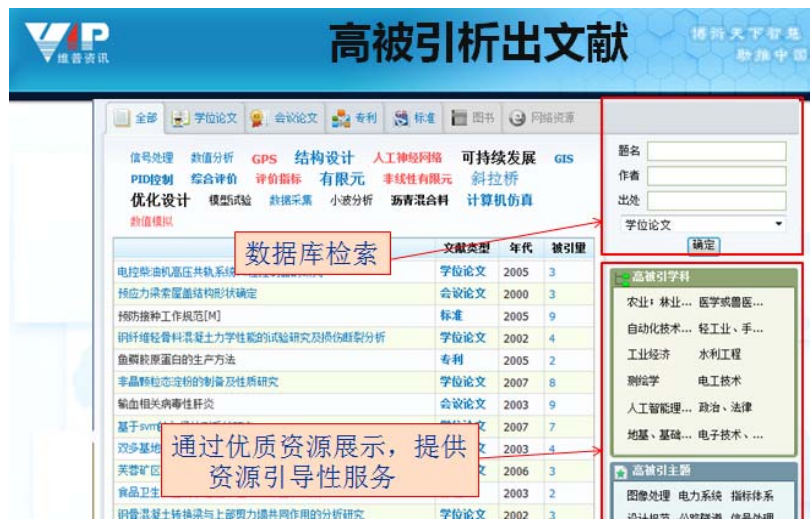 VIP
维普资讯
高被引析出文献
博析天下智慧
助推中国
全部 学位论文 会议论文 专利 标准 图书 网络资源
信号处理 数值分析 GPS 结构设计 人工神经网络 可持续发展 GIS
PID控制 综合评价 评价指标 有限元 非线性有限元 斜拉桥
优化设计 模型试验 数据采集 小波分析 沥青混合料 计算机仿真
数值模拟
题名
作者
出处
学位论文
确定
数据库检索
文献类型 年代 被引量
电控柴油机高压共轨系统 学位论文 2005 3
预应力梁索屋盖结构形状确定 会议论文 2000 3
预防接种工作规范[M] 标准 2005 9
钢纤维轻骨料混凝土力学性能的试验研究及损伤断裂分析 学位论文 2002 4
鱼鳞胶原蛋白的生产方法 专利 2005 2
非晶颗粒态淀粉的制备及性质研究 学位论文 2007 8
输血相关病毒性肝炎 会议论文 2003 9
基于svm 2007 7
双多基地 2003 4
芙蓉矿区 2006 3
食品卫生 2003 2
钢骨混凝土转换梁与上部剪力墙共同作用的分析研究 学位论文 2002 3
通过优质资源展示，提供
资源引导性服务
高被引学科
农业；林业... 医学或兽医...
自动化技术... 轻工业、手...
工业经济 水利工程
测绘学 电工技术
人工智能理... 政治、法律
地基、基础... 电子技术、...
高被引主题
图像处理 电力系统 指标体系
设计规范 公路隧道 信号处理